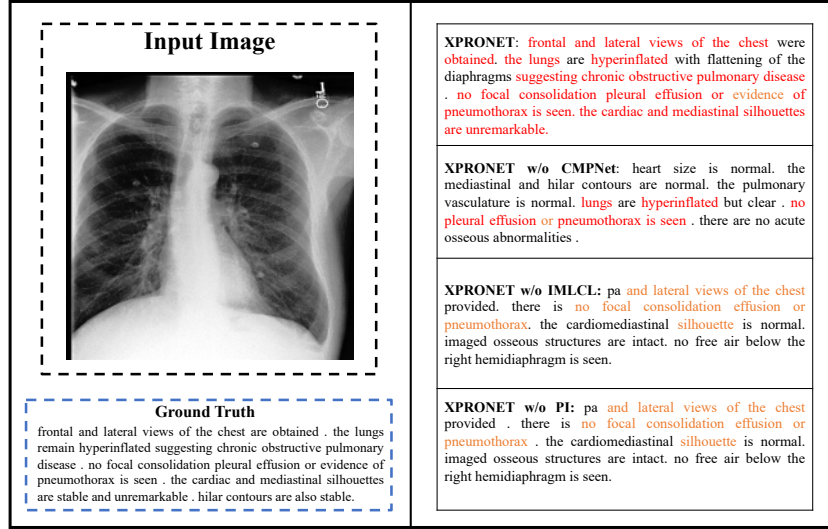 Input Image
Ground Truth
frontal and lateral views of the chest are obtained . the lungs
remain hyperinflated suggesting chronic obstructive pulmonary
disease . no focal consolidation pleural effusion or evidence of
pneumothorax is seen . the cardiac and mediastinal silhouettes
are stable and unremarkable . hilar contours are also stable.
XPRONET: frontal and lateral views of the chest were
obtained. the lungs are hyperinflated with flattening of the
diaphragms suggesting chronic obstructive pulmonary disease
. no focal consolidation pleural effusion or evidence of
pneumothorax is seen. the cardiac and mediastinal silhouettes
are unremarkable.
XPRONET w/o CMPNet: heart size is normal. the
mediastinal and hilar contours are normal. the pulmonary
vasculature is normal. lungs are hyperinflated but clear . no
pleural effusion or pneumothorax is seen . there are no acute
osseous abnormalities .
XPRONET w/o IMLCL: pa and lateral views of the chest
provided. there is no focal consolidation effusion or
pneumothorax. the cardiomediastinal silhouette is normal.
imaged osseous structures are intact. no free air below the
right hemidiaphragm is seen.
XPRONET w/o PI: pa and lateral views of the chest
provided . there is no focal consolidation effusion or
pneumothorax . the cardiomediastinal silhouette is normal.
imaged osseous structures are intact. no free air below the
right hemidiaphragm is seen.